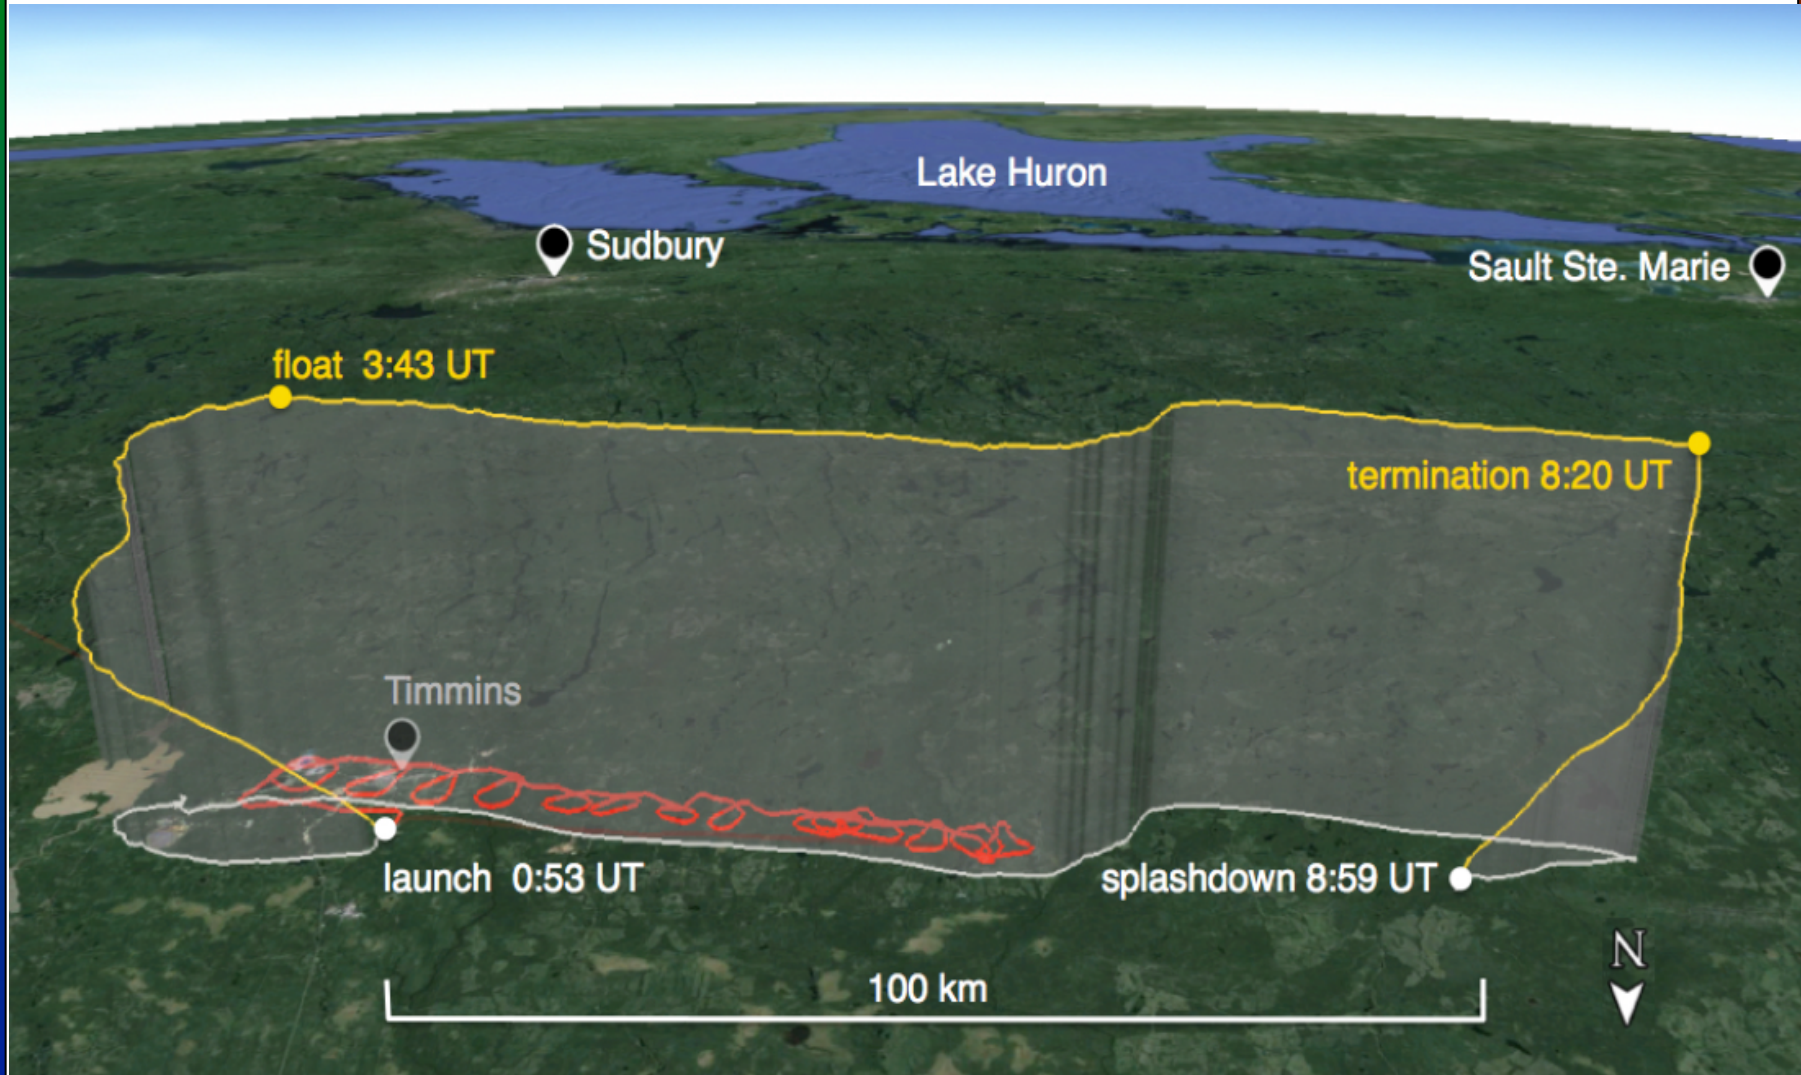 Lake Huron
Sudbury
Sault Ste. Marie
float 3:43 UT
termination 8:20 UT
Timmins
launch 0:53 UT
splashdown 8:59 UT
N
100 km